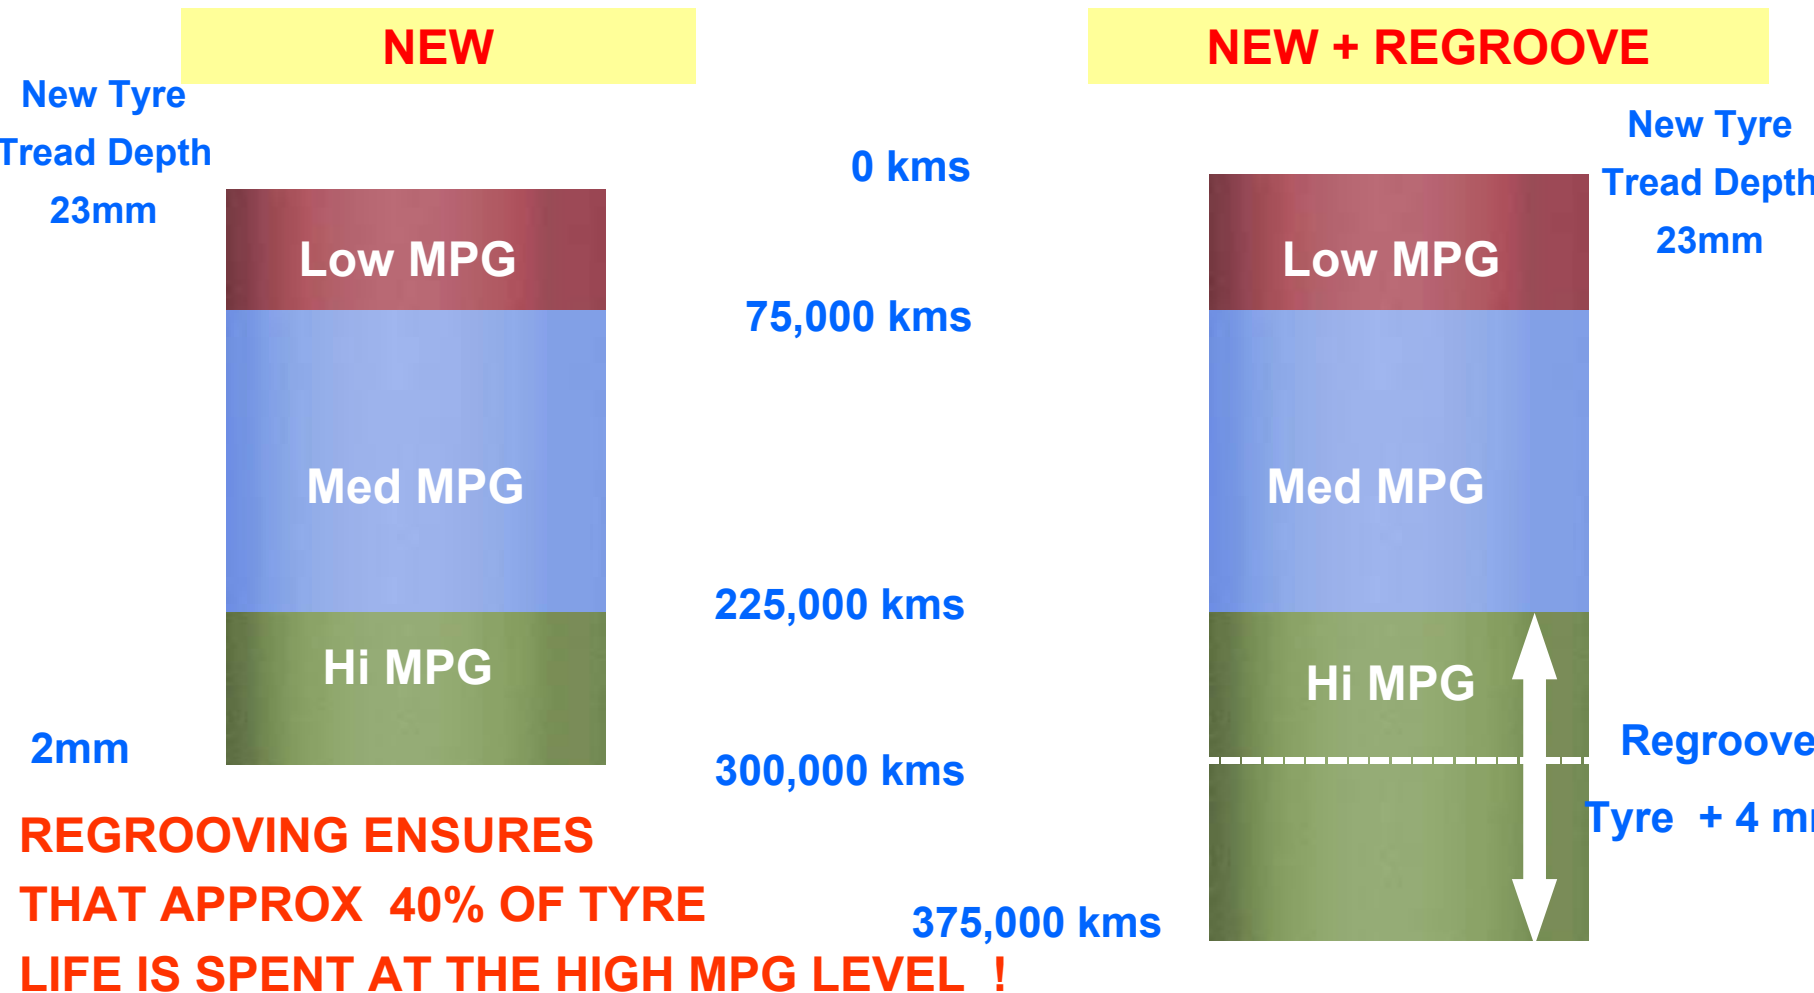 NEW
NEW + REGROOVE
New Tyre
Tread Depth
23mm
0 kms
New Tyre
Tread Depth
23mm
Low MPG
Low MPG
75,000 kms
Med MPG
Med MPG
225,000 kms
Hi MPG
Hi MPG
2mm
300,000 kms
Regroove
Tyre + 4
REGROOVING ENSURES
THAT APPROX 40% OF TYRE
LIFE IS SPENT AT THE HIGH MPG LEVEL !
375,000 kms